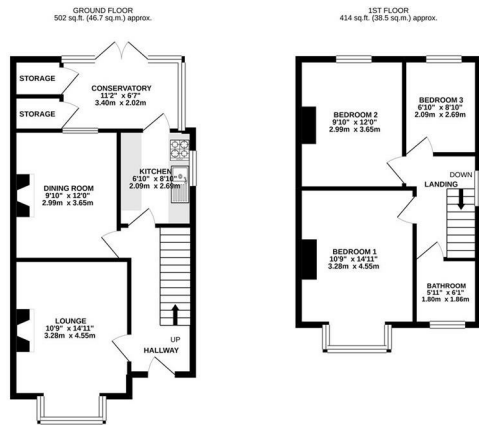 GROUND FLOOR
502 sq.ft. (46.7 sq.m.) approx.
STORAGE
STORAGE
CONSERVATORY
11'2" x 6'7"
3.40m x 2.02m
KITCHEN
6'10" x 8'10"
2.09m x 2.69m
DINING ROOM
9'10" x 12'0"
2.99m x 3.65m
LOUNGE
10'9" x 14'11"
3.28m x 4.55m
UP
HALLWAY
1ST FLOOR
414 sq.ft. (38.5 sq.m.) approx.
BEDROOM 2
9'10" x 12'0"
2.99m x 3.65m
BEDROOM 3
6'10" x 8'10"
2.09m x 2.69m
DOWN
LANDING
BEDROOM 1
10'9" x 14'11"
3.28m x 4.55m
BATHROOM
5'11" x 6'1"
1.80m x 1.86m